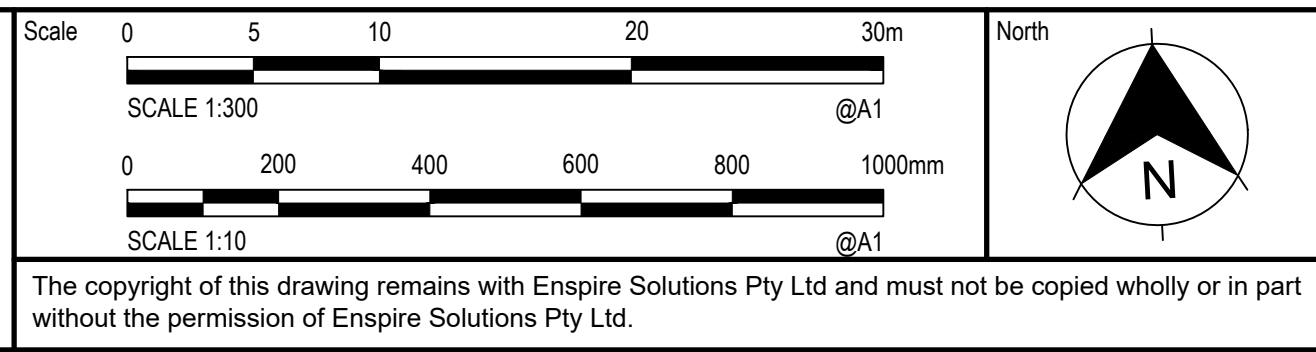 Scale
0 5 10 20 30m
SCALE 1:300 @A1
0 200 400 600 800 1000mm
SCALE 1:10 @A1
North
N
The copyright of this drawing remains with Enspire Solutions Pty Ltd and must not be copied wholly or in part
without the permission of Enspire Solutions Pty Ltd.